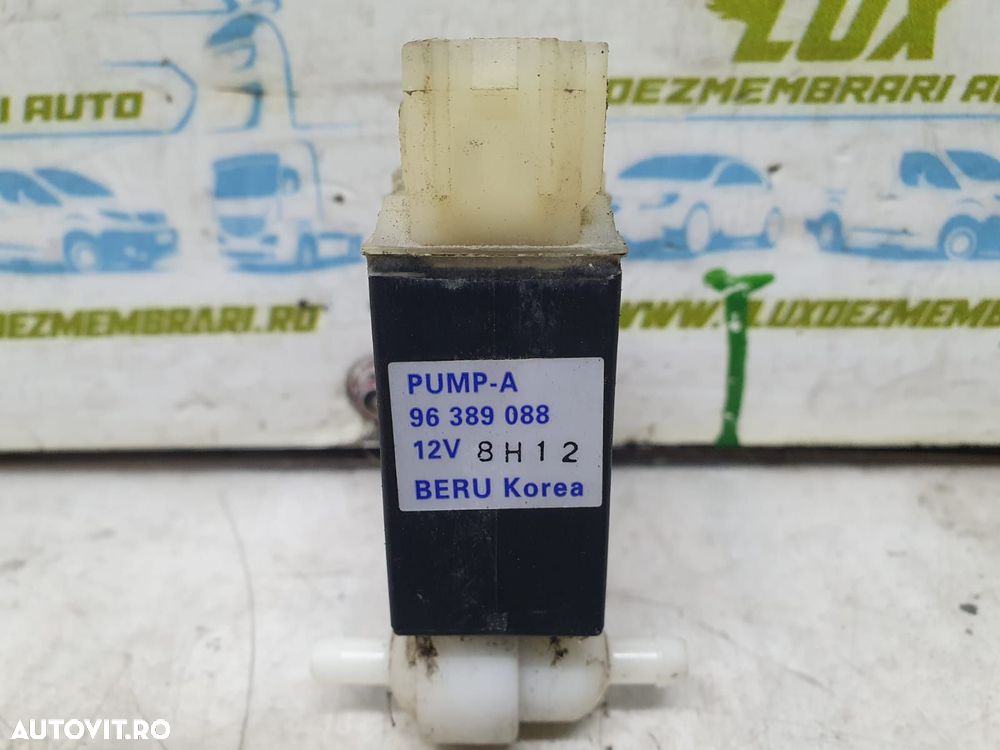 LUX
I AUTO
DEZMEMBRARI A
DEZMEMBRARI.RO
WWW.LUXDEZMEMB
PUMP-A
96 389 088
12V 8H12
BERU Korea
AUTOVIT.RO